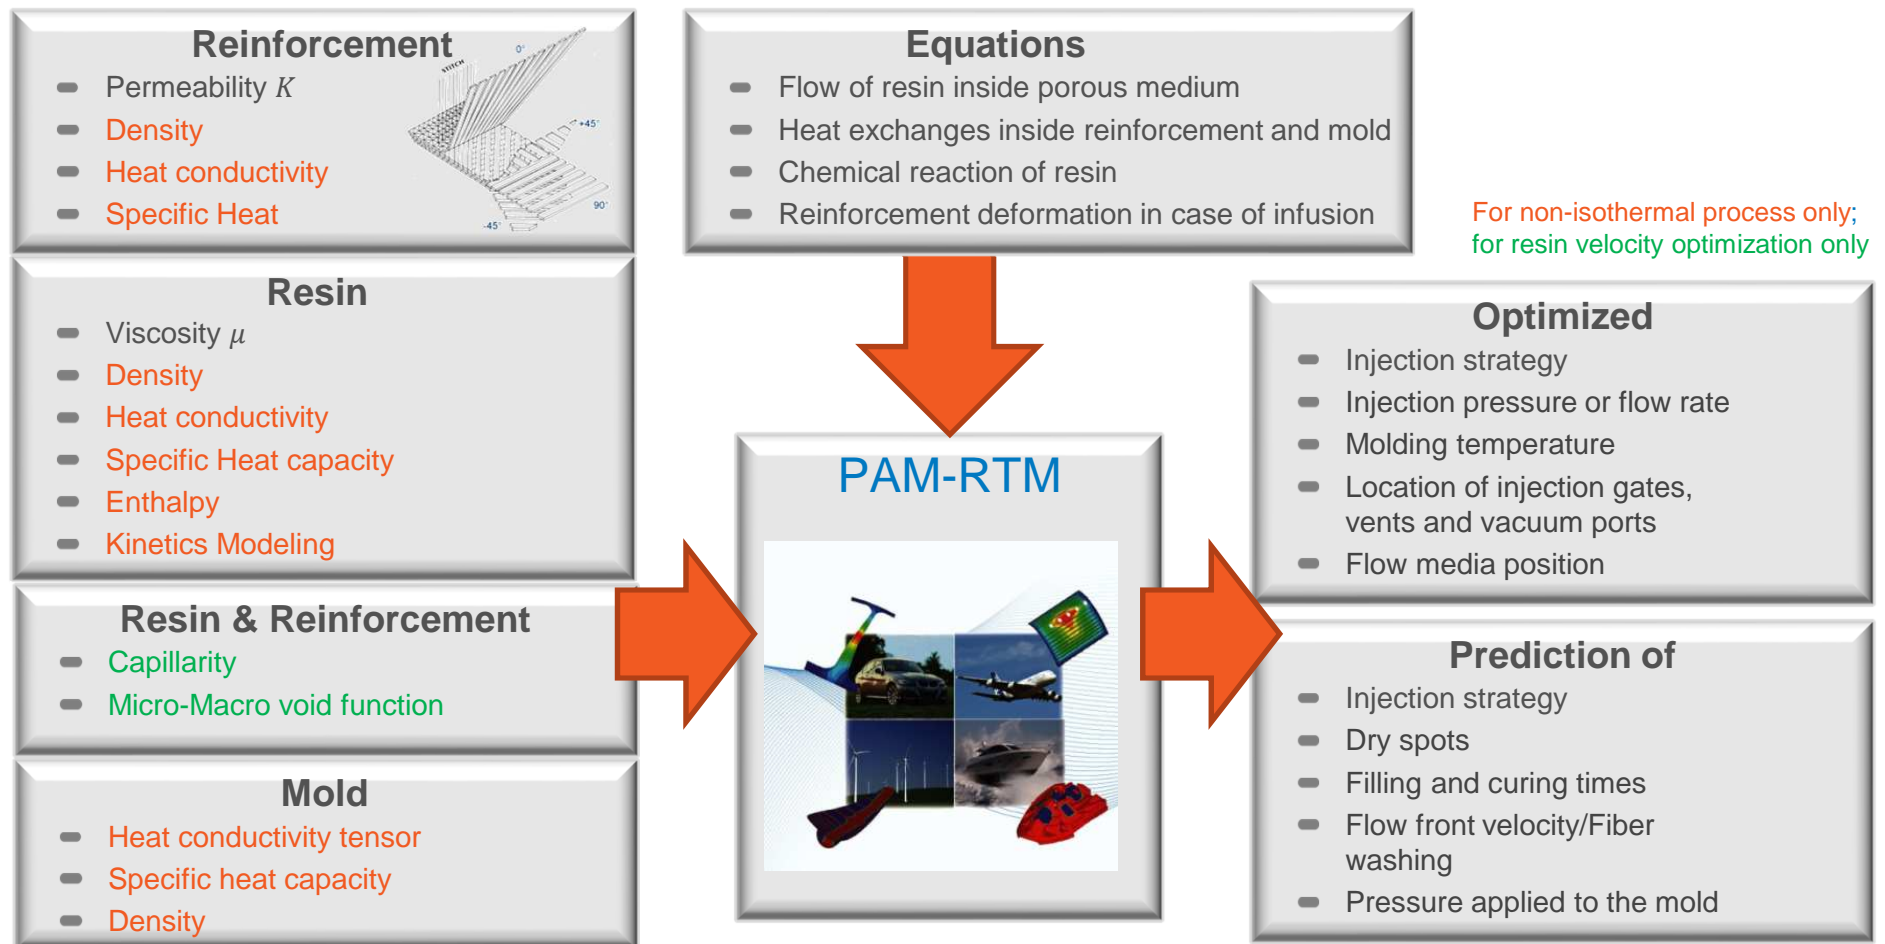 Reinforcement
Permeability K
Density
Heat conductivity
Specific Heat
STITCH
0°
+45°
90°
-45°
Resin
Viscosity μ
Density
Heat conductivity
Specific Heat capacity
Enthalpy
Kinetics Modeling
Resin & Reinforcement
Capillarity
Micro-Macro void function
Mold
Heat conductivity tensor
Specific heat capacity
Density
Equations
Flow of resin inside porous medium
Heat exchanges inside reinforcement and mold
Chemical reaction of resin
Reinforcement deformation in case of infusion
PAM-RTM
For non-isothermal process only;
for resin velocity optimization only
Optimized
Injection strategy
Injection pressure or flow rate
Molding temperature
Location of injection gates,
vents and vacuum ports
Flow media position
Prediction of
Injection strategy
Dry spots
Filling and curing times
Flow front velocity/Fiber
washing
Pressure applied to the mold